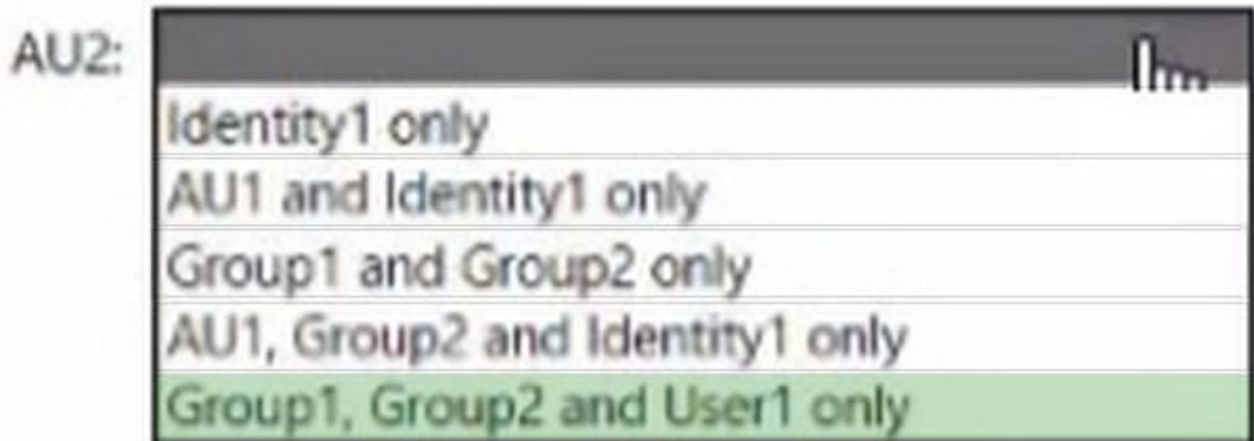 AU2:
Identity1 only
AU1 and Identity1 only
Group1 and Group2 only
AU1, Group2 and Identity1 only
Group1, Group2 and User1 only